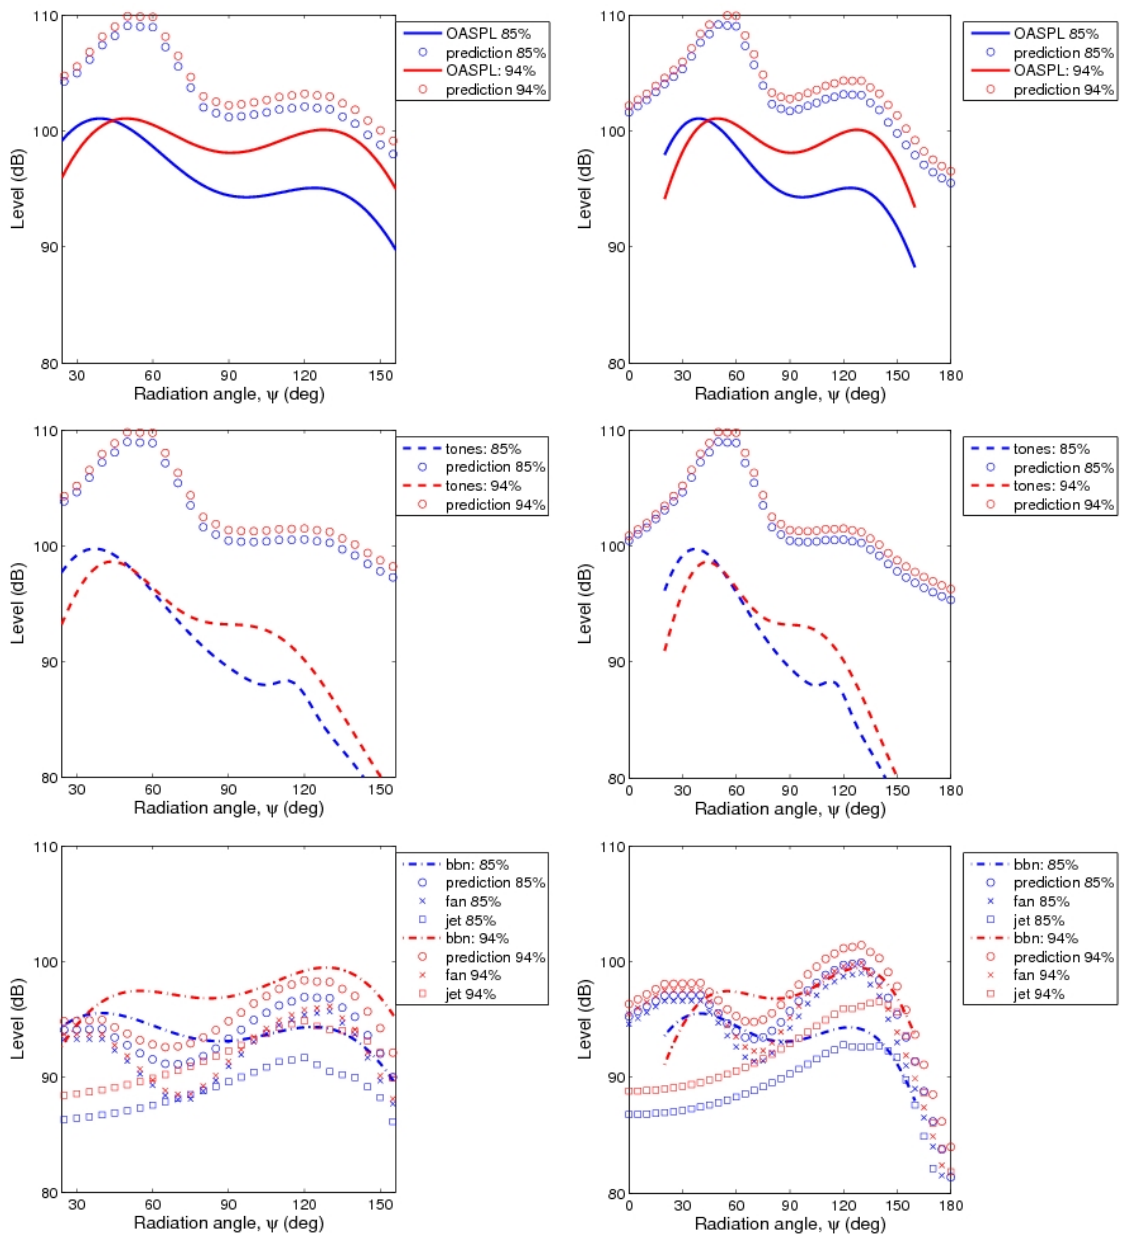 110
100
90
80
Level (dB)
30 60 90 120 150
Radiation angle, ψ (deg)
OASPL 85%
prediction 85%
OASPL: 94%
prediction 94%
110
100
90
80
Level (dB)
0 30 60 90 120 150 180
Radiation angle, ψ (deg)
OASPL 85%
prediction 85%
OASPL: 94%
prediction 94%
110
100
90
80
Level (dB)
30 60 90 120 150
Radiation angle, ψ (deg)
tones: 85%
prediction 85%
tones: 94%
prediction 94%
110
100
90
80
Level (dB)
0 30 60 90 120 150 180
Radiation angle, ψ (deg)
tones: 85%
prediction 85%
tones: 94%
prediction 94%
110
100
90
80
Level (dB)
30 60 90 120 150
Radiation angle, ψ (deg)
bbn: 85%
prediction 85%
fan 85%
jet 85%
bbn: 94%
prediction 94%
fan 94%
jet 94%
110
100
90
80
Level (dB)
0 30 60 90 120 150 180
Radiation angle, ψ (deg)
bbn: 85%
prediction 85%
fan 85%
jet 85%
bbn: 94%
prediction 94%
fan 94%
jet 94%